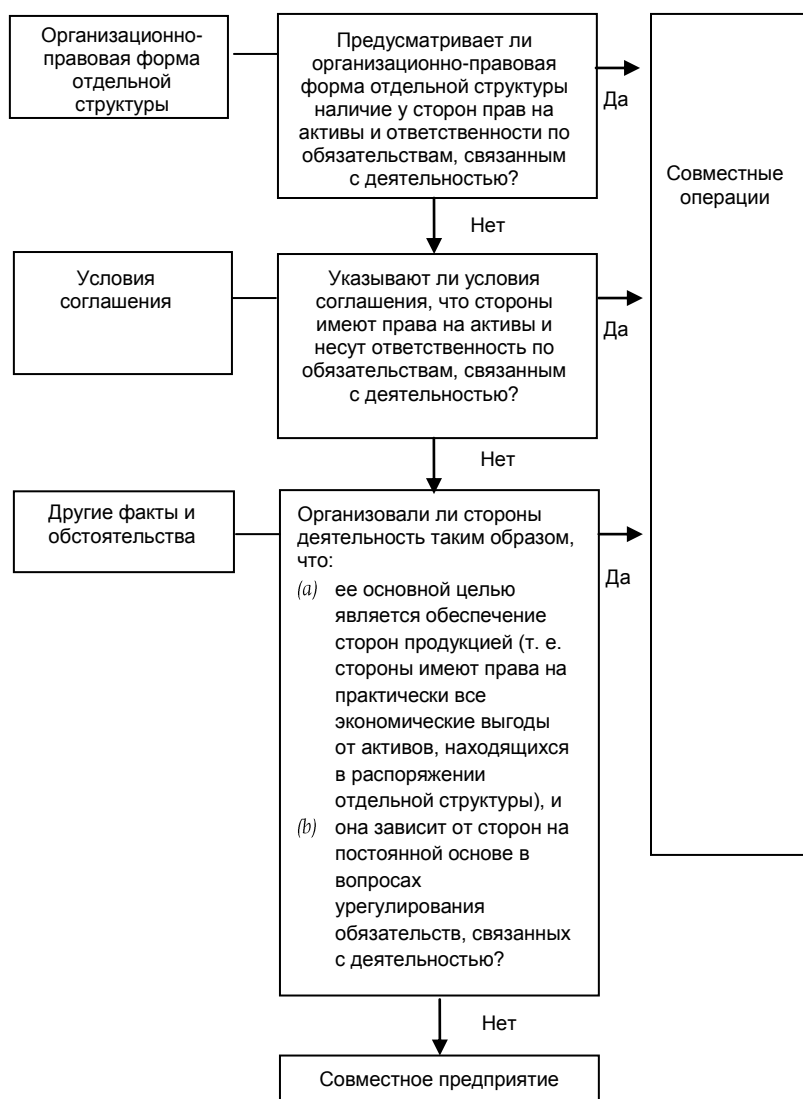 Организационно-
правовая форма
отдельной
структуры
Предусматривает ли
организационно-правовая
форма отдельной структуры
наличие у сторон прав на
активы и ответственности по
обязательствам, связанным
с деятельностью?
Да
Совместные
операции
Нет
Условия
соглашения
Указывают ли условия
соглашения, что стороны
имеют права на активы и
несут ответственность по
обязательствам, связанным
с деятельностью?
Да
Нет
Другие факты и
обстоятельства
Организовали ли стороны
деятельность таким образом,
что:
(a) ее основной целью
является обеспечение
сторон продукцией (т. е.
стороны имеют права на
практически все
экономические выгоды
от активов, находящихся
в распоряжении
отдельной структуры), и
(b) она зависит от сторон на
постоянной основе в
вопросах
урегулирования
обязательств, связанных
с деятельностью?
Да
Нет
Совместное предприятие